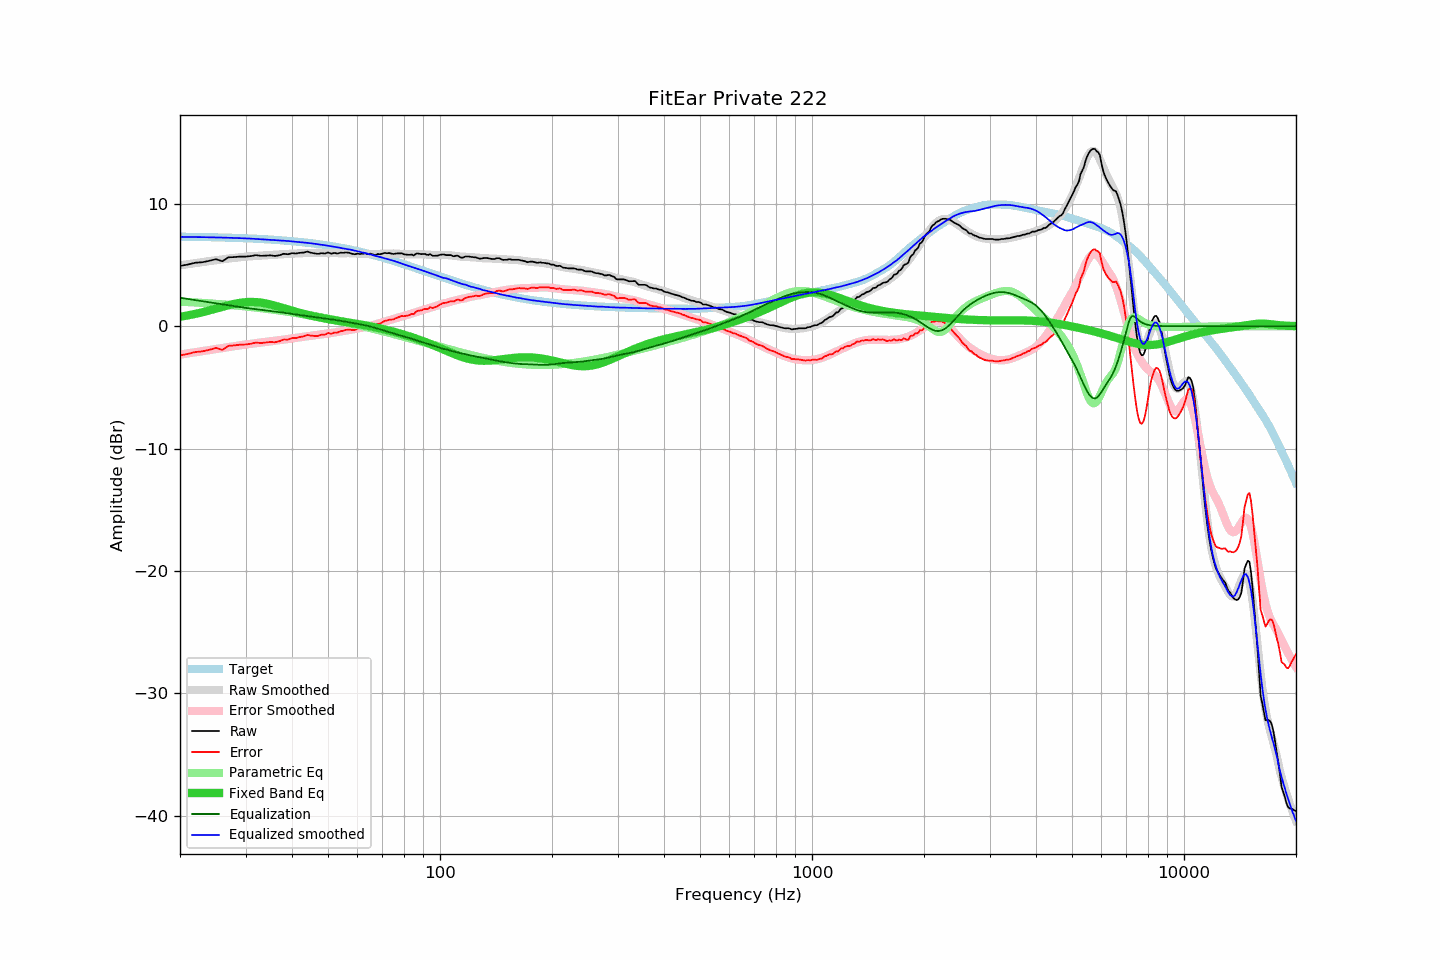 FitEar Private 222
Amplitude (dBr)
10
0
−10
−20
−30
−40
Target
Raw Smoothed
Error Smoothed
Raw
Error
Parametric Eq
Fixed Band Eq
Equalization
Equalized smoothed
100
1000
10000
Frequency (Hz)